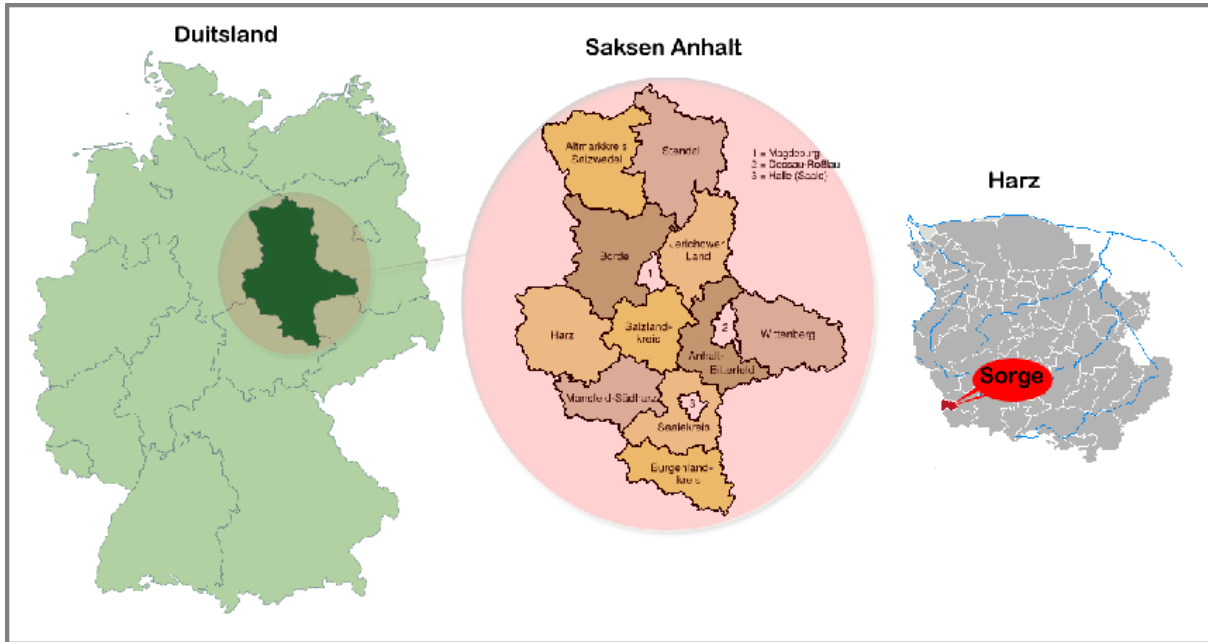 Duitsland
Saksen Anhalt
Altmarkkreis
Salzwedel
Stendal
1 = Magdeburg
2 = Dessau-Roßlau
3 = Halle (Saale)
Börde
Jerichower
Land
1
Harz
Salzland-
kreis
2
Wittenberg
Anhalt-
Bitterfeld
Mansfeld-Südharz
3
Saalekreis
Burgenland-
kreis
Harz
Sorge